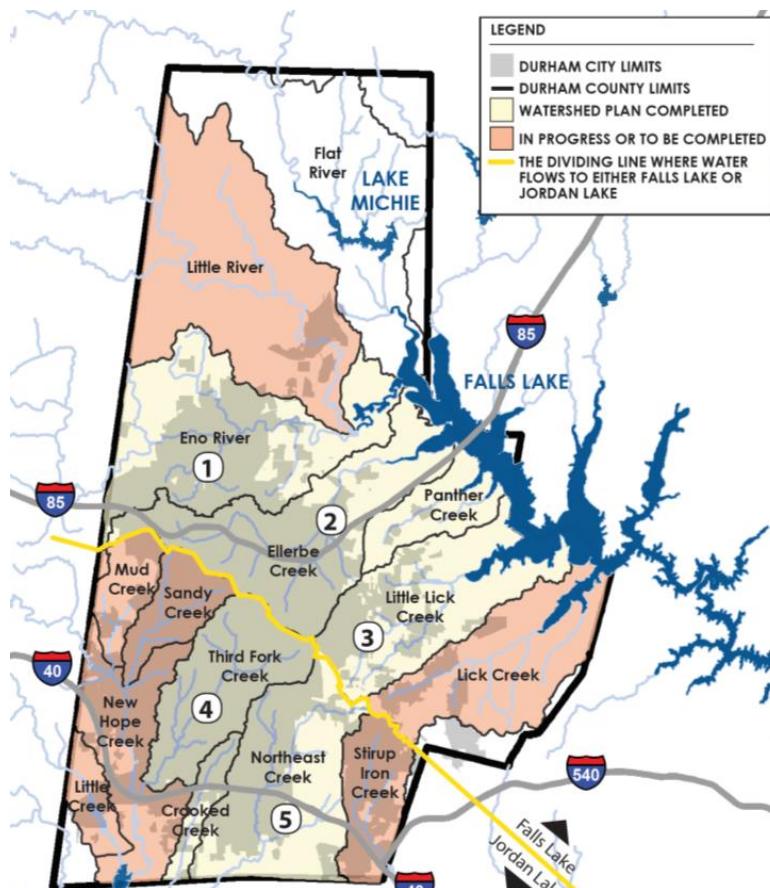 LEGEND
DURHAM CITY LIMITS
DURHAM COUNTY LIMITS
WATERSHED PLAN COMPLETED
IN PROGRESS OR TO BE COMPLETED
THE DIVIDING LINE WHERE WATER
FLOWS TO EITHER FALLS LAKE OR
JORDAN LAKE
Flat
River
LAKE
MICHIE
Little River
85
FALLS LAKE
Eno River
1
85
2
Panther
Creek
Ellerbe
Creek
Mud
Creek
Sandy
Creek
Little Lick
Creek
3
40
Third Fork
Creek
Lick Creek
4
New
Hope
Creek
Northeast
Creek
Stirup
Iron
Creek
540
Little
Creek
Crooked
Creek
5
Falls Lake